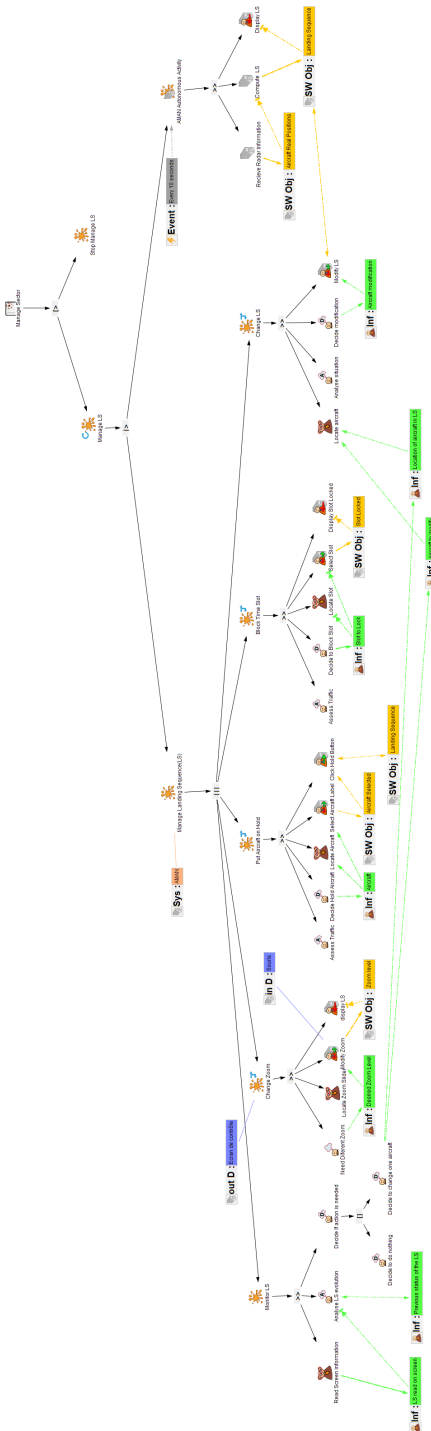 Manage Sector
Manage LS
Stop Manage LS
>[
[>
Sys : AMAN
Manage Landing Sequence(LS)
Event : Every 10 seconds
AMAN Autonomous Activity
|||
>>
out D : Ecran de contrôle
Monitor LS
Change Zoom
Put Aircraft on Hold
Block Time Slot
Change LS
Recieve Radar Information
Compute LS
Display LS
in D : Souris
>>
>>
>>
>>
>>
SW Obj : Aircraft Real Positions
SW Obj : Landing Sequence
Read Screen information
Analyse LS evolution
Decide if action is needed
Need Different Zoom
Locate Zoom Slide
Modify Zoom
display LS
Assess Traffic
Decide Hold Aircraft
Locate Aircraft
Select Aircraft Label
Click Hold Button
Assess Traffic
Decide to Block Slot
Locate Slot
Select Slot
Display Slot Locked
Locate aircraft
Analyse situation
Decide modification
Modify LS
[]
Inf : Desired Zoom Level
SW Obj : Zoom level
Inf : Aircraft
SW Obj : Aircraft Selected
Inf : Slot to Lock
SW Obj : Slot Locked
Inf : Aircraft modification
Decide to do nothing
Decide to change one aircraft
SW Obj : Landing Sequence
Inf : LS read on screen
Inf : Previous status of the LS
Inf : Location of aircraft in LS